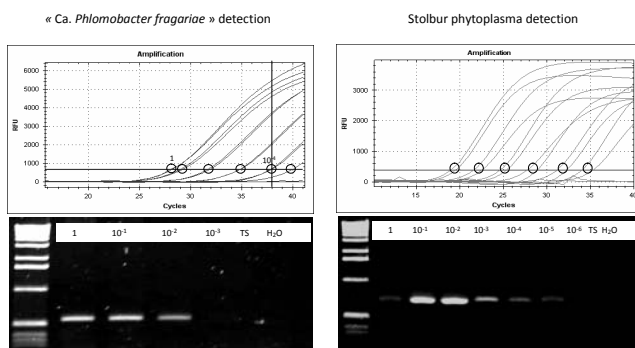 « Ca. Phlomobacter fragariae » detection
Stolbur phytoplasma detection
Amplification
6000
5000
4000
3000
2000
1000
0
RFU
1
10-4
20
25
30
35
40
Cycles
Amplification
3000
2000
1000
0
RFU
15
20
25
30
35
40
Cycles
1 10⁻¹ 10⁻² 10⁻³ TS H₂O
1 10⁻¹ 10⁻² 10⁻³ 10⁻⁴ 10⁻⁵ 10⁻⁶ TS H₂O